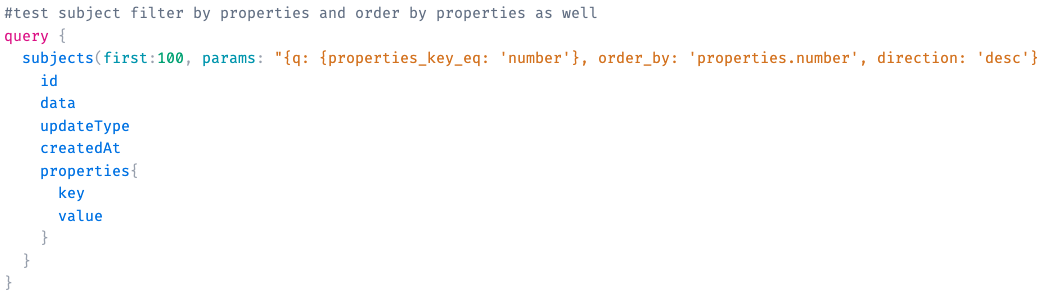 #test subject filter by properties and order by properties as well
query {
  subjects(first:100, params: "{q: {properties_key_eq: 'number'}, order_by: 'properties.number', direction: 'desc'}
    id
    data
    updateType
    createdAt
    properties{
      key
      value
    }
  }
}